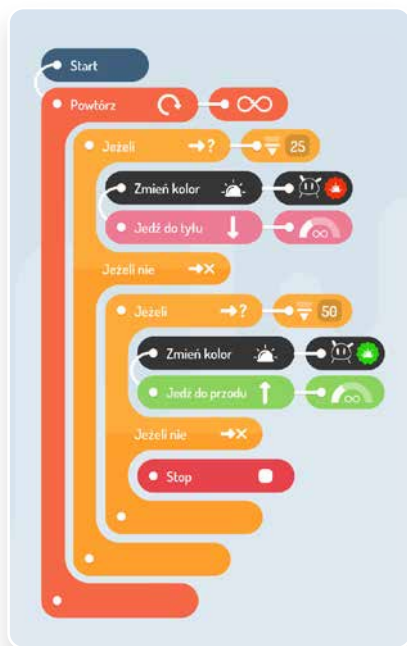 Start
Powtórz
Jeżeli 25
Zmień kolor
Jedź do tyłu
Jeżeli nie
Jeżeli 50
Zmień kolor
Jedź do przodu
Jeżeli nie
Stop